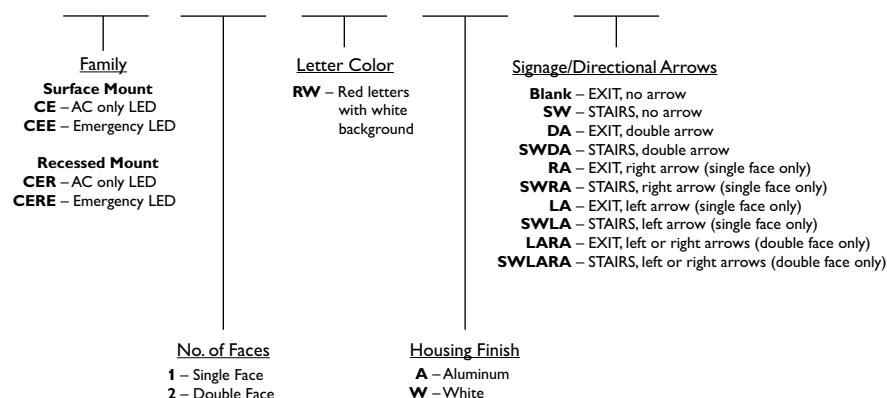 Family
Surface Mount
CE – AC only LED
CEE – Emergency LED
Recessed Mount
CER – AC only LED
CERE – Emergency LED
Letter Color
RW – Red letters
with white
background
Signage/Directional Arrows
Blank – EXIT, no arrow
SW – STAIRS, no arrow
DA – EXIT, double arrow
SWDA – STAIRS, double arrow
RA – EXIT, right arrow (single face only)
SWRA – STAIRS, right arrow (single face only)
LA – EXIT, left arrow (single face only)
SWLA – STAIRS, left arrow (single face only)
LARA – EXIT, left or right arrows (double face only)
SWLARA – STAIRS, left or right arrows (double face only)
No. of Faces
1 – Single Face
2 – Double Face
Housing Finish
A – Aluminum
W – White